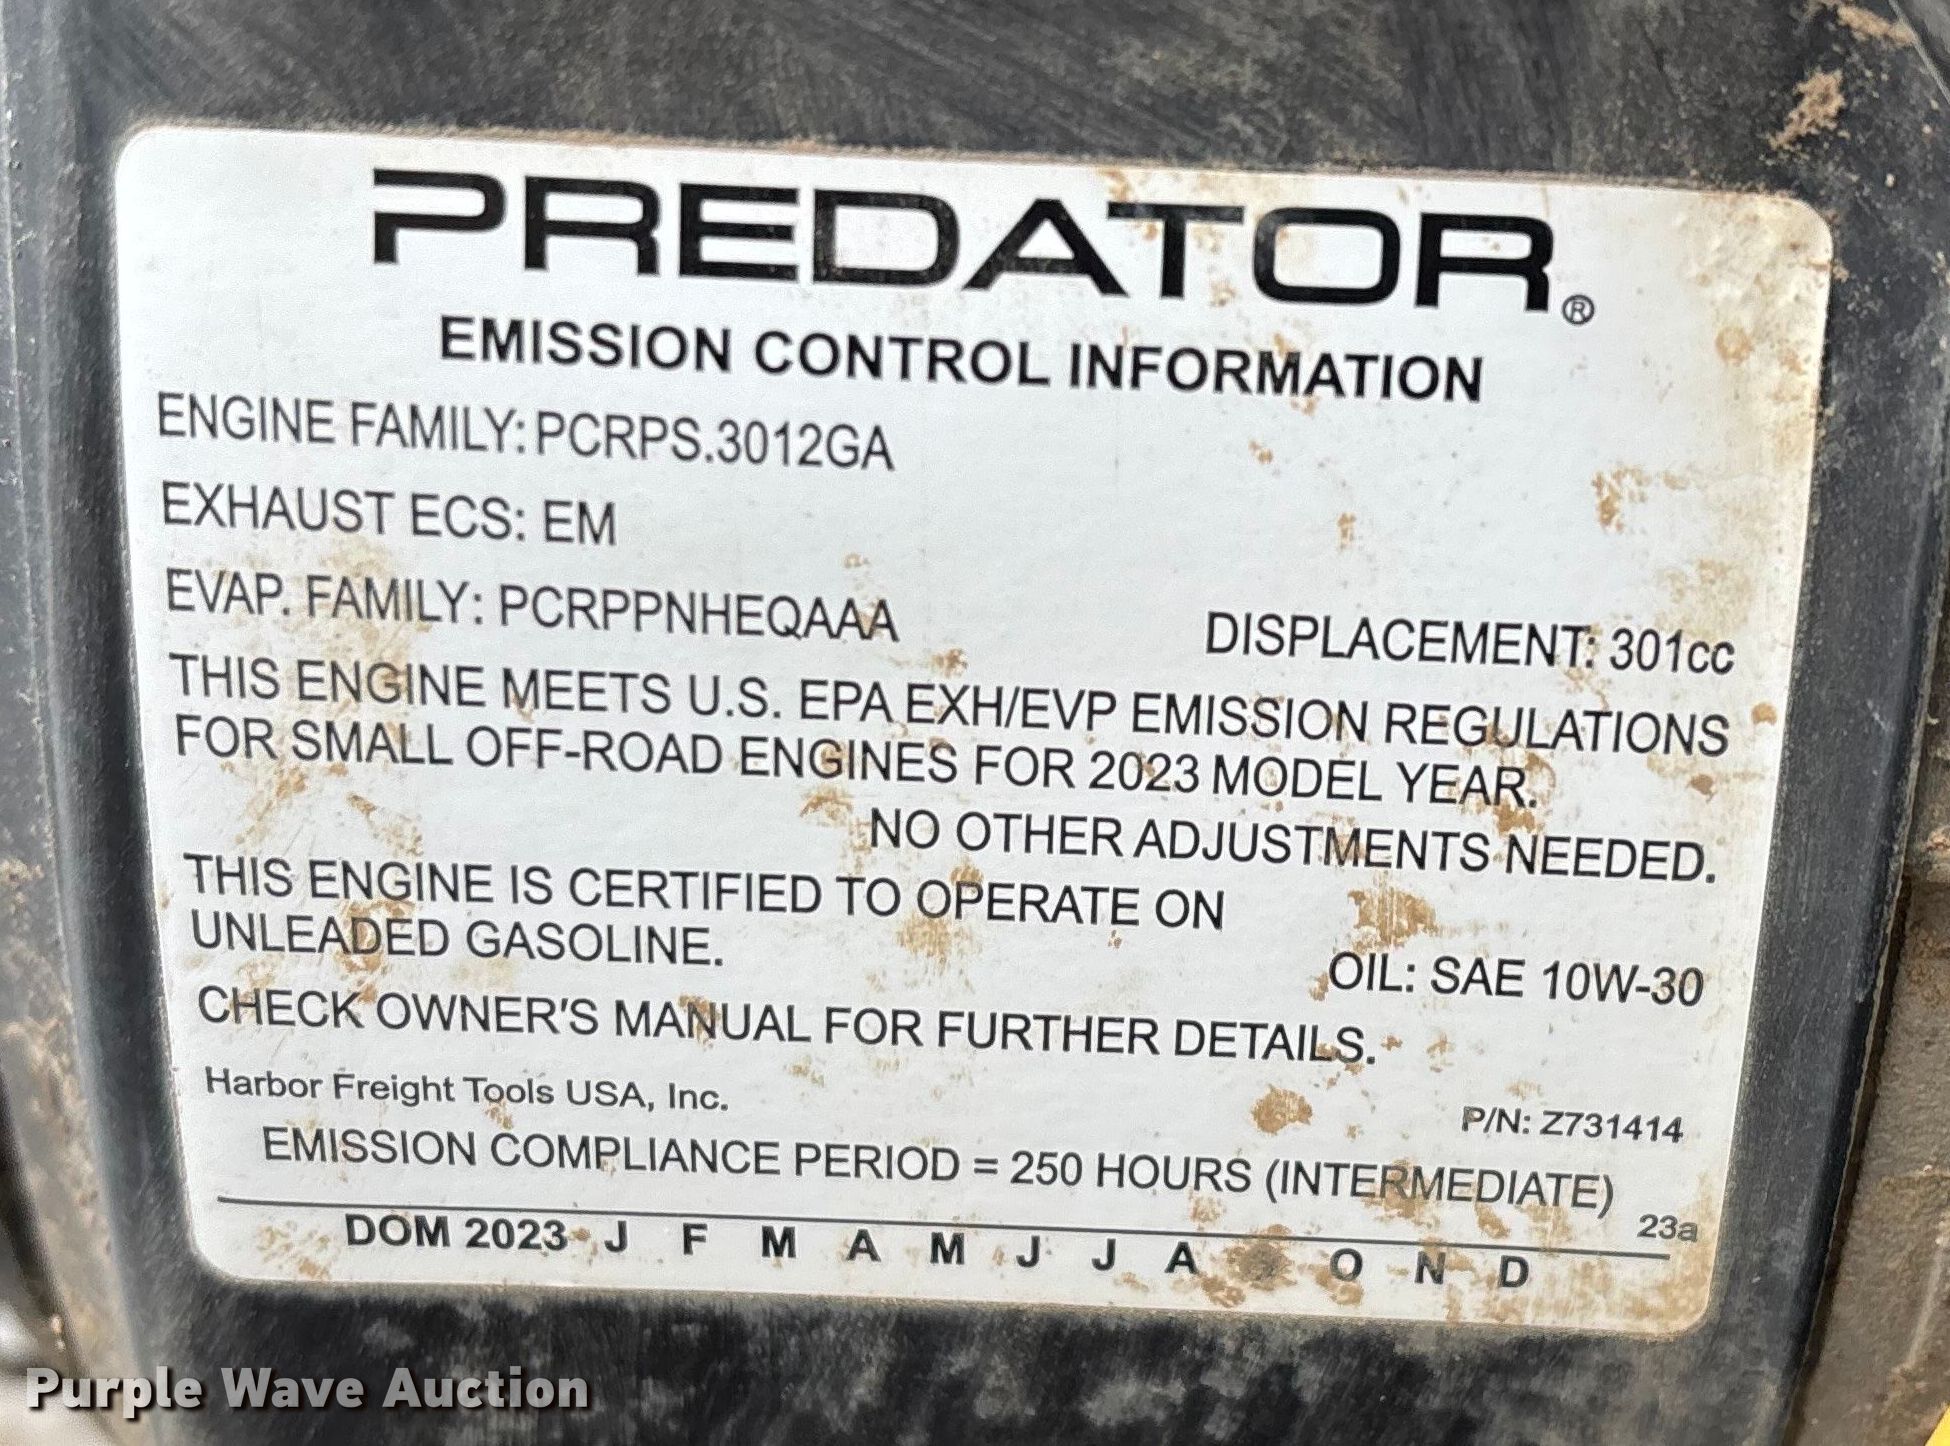 PREDATOR®
EMISSION CONTROL INFORMATION
ENGINE FAMILY: PCRPS.3012GA
EXHAUST ECS: EM
EVAP. FAMILY: PCRPPNHEQAAA
DISPLACEMENT: 301cc
THIS ENGINE MEETS U.S. EPA EXH/EVP EMISSION REGULATIONS
FOR SMALL OFF-ROAD ENGINES FOR 2023 MODEL YEAR.
NO OTHER ADJUSTMENTS NEEDED.
THIS ENGINE IS CERTIFIED TO OPERATE ON
UNLEADED GASOLINE.
OIL: SAE 10W-30
CHECK OWNER'S MANUAL FOR FURTHER DETAILS.
Harbor Freight Tools USA, Inc.
P/N: Z731414
EMISSION COMPLIANCE PERIOD = 250 HOURS (INTERMEDIATE)
23a
DOM 2023 J F M A M J J A O N D
Purple Wave Auction